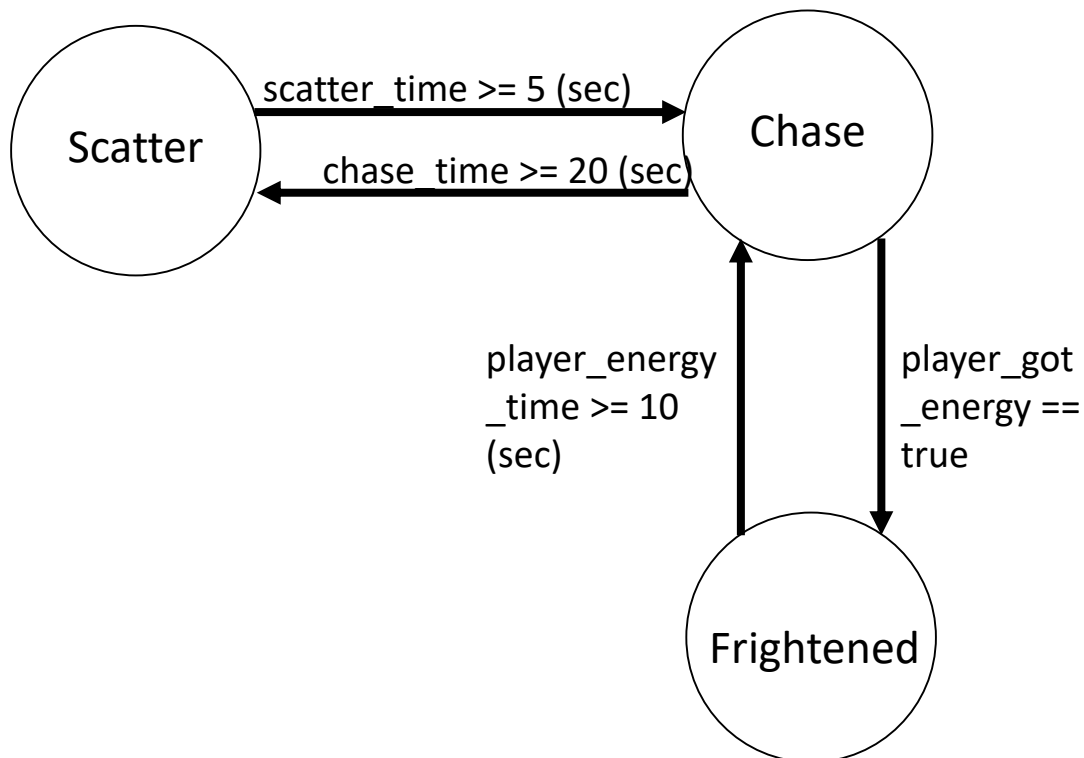 scatter_time >= 5 (sec)
Scatter
Chase
chase_time >= 20 (sec)
player_energy
_time >= 10
(sec)
player_got
_energy ==
true
Frightened